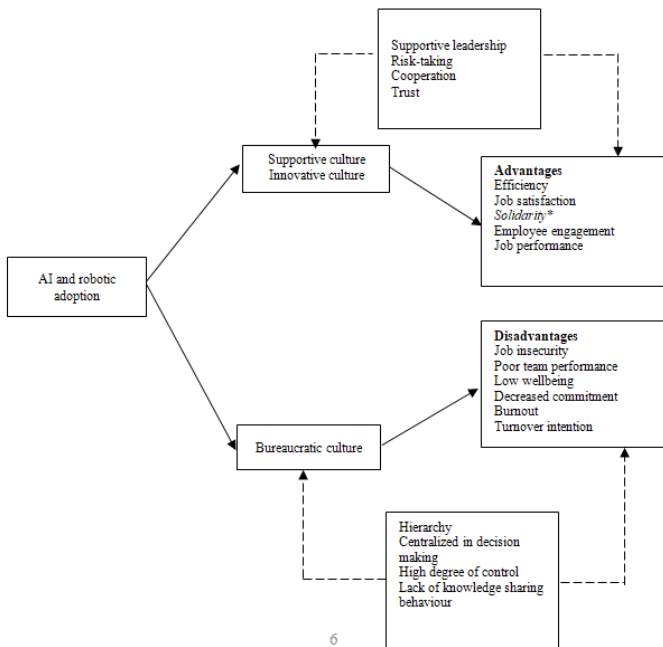 Supportive leadership
Risk-taking
Cooperation
Trust
Supportive culture
Innovative culture
Advantages
Efficiency
Job satisfaction
Solidarity*
Employee engagement
Job performance
AI and robotic
adoption
Disadvantages
Job insecurity
Poor team performance
Low wellbeing
Decreased commitment
Burnout
Turnover intention
Bureaucratic culture
Hierarchy
Centralized in decision
making
High degree of control
Lack of knowledge sharing
behaviour
6